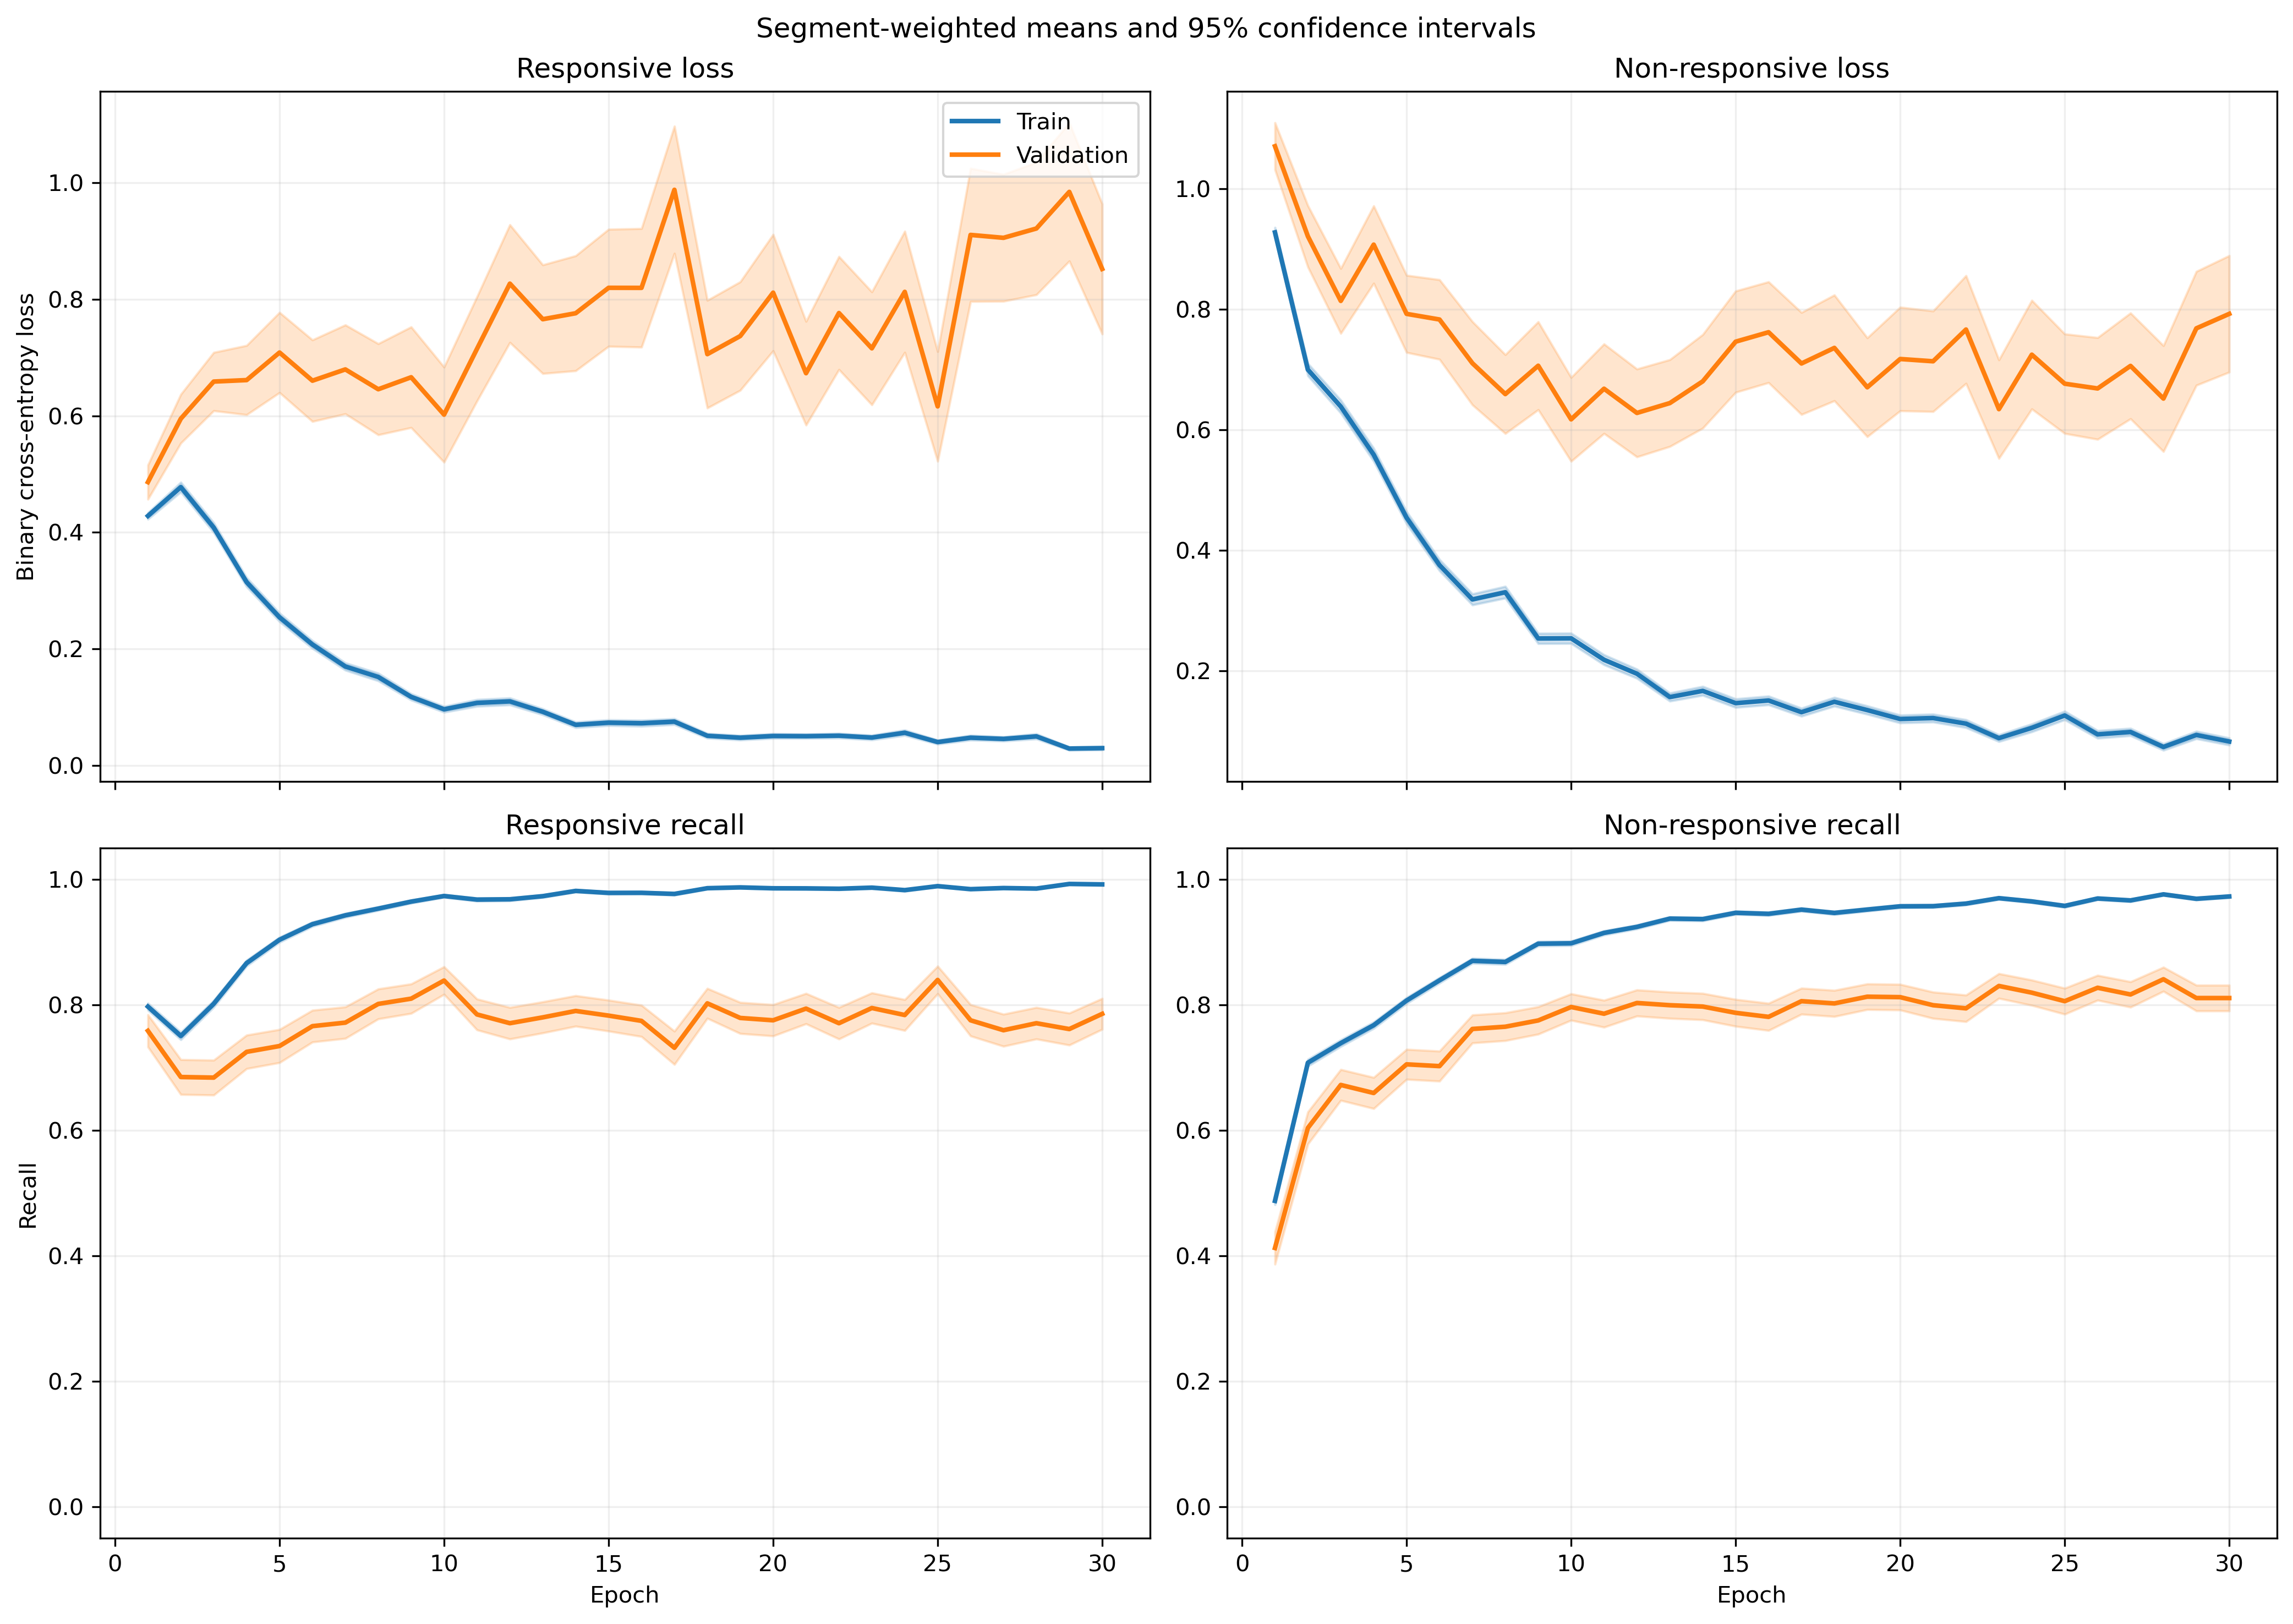 Segment-weighted means and 95% confidence intervals
Responsive loss
Non-responsive loss
Train
Validation
Binary cross-entropy loss
1.0
0.8
0.6
0.4
0.2
0.0
1.0
0.8
0.6
0.4
0.2
Responsive recall
Non-responsive recall
Recall
1.0
0.8
0.6
0.4
0.2
0.0
0 5 10 15 20 25 30
Epoch
1.0
0.8
0.6
0.4
0.2
0.0
0 5 10 15 20 25 30
Epoch